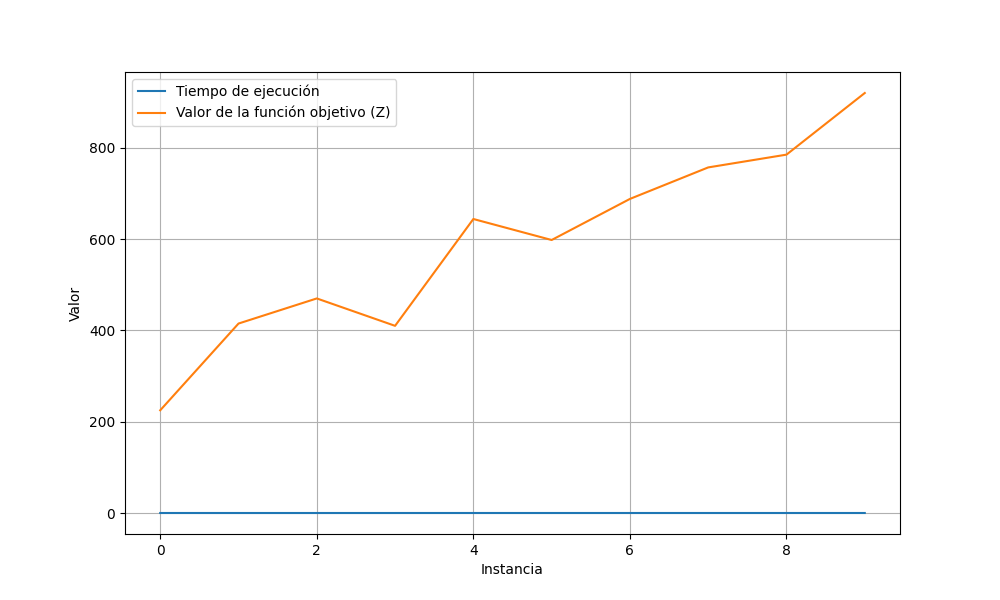 Tiempo de ejecución
Valor de la función objetivo (Z)
800
600
400
200
0
Valor
0 2 4 6 8
Instancia